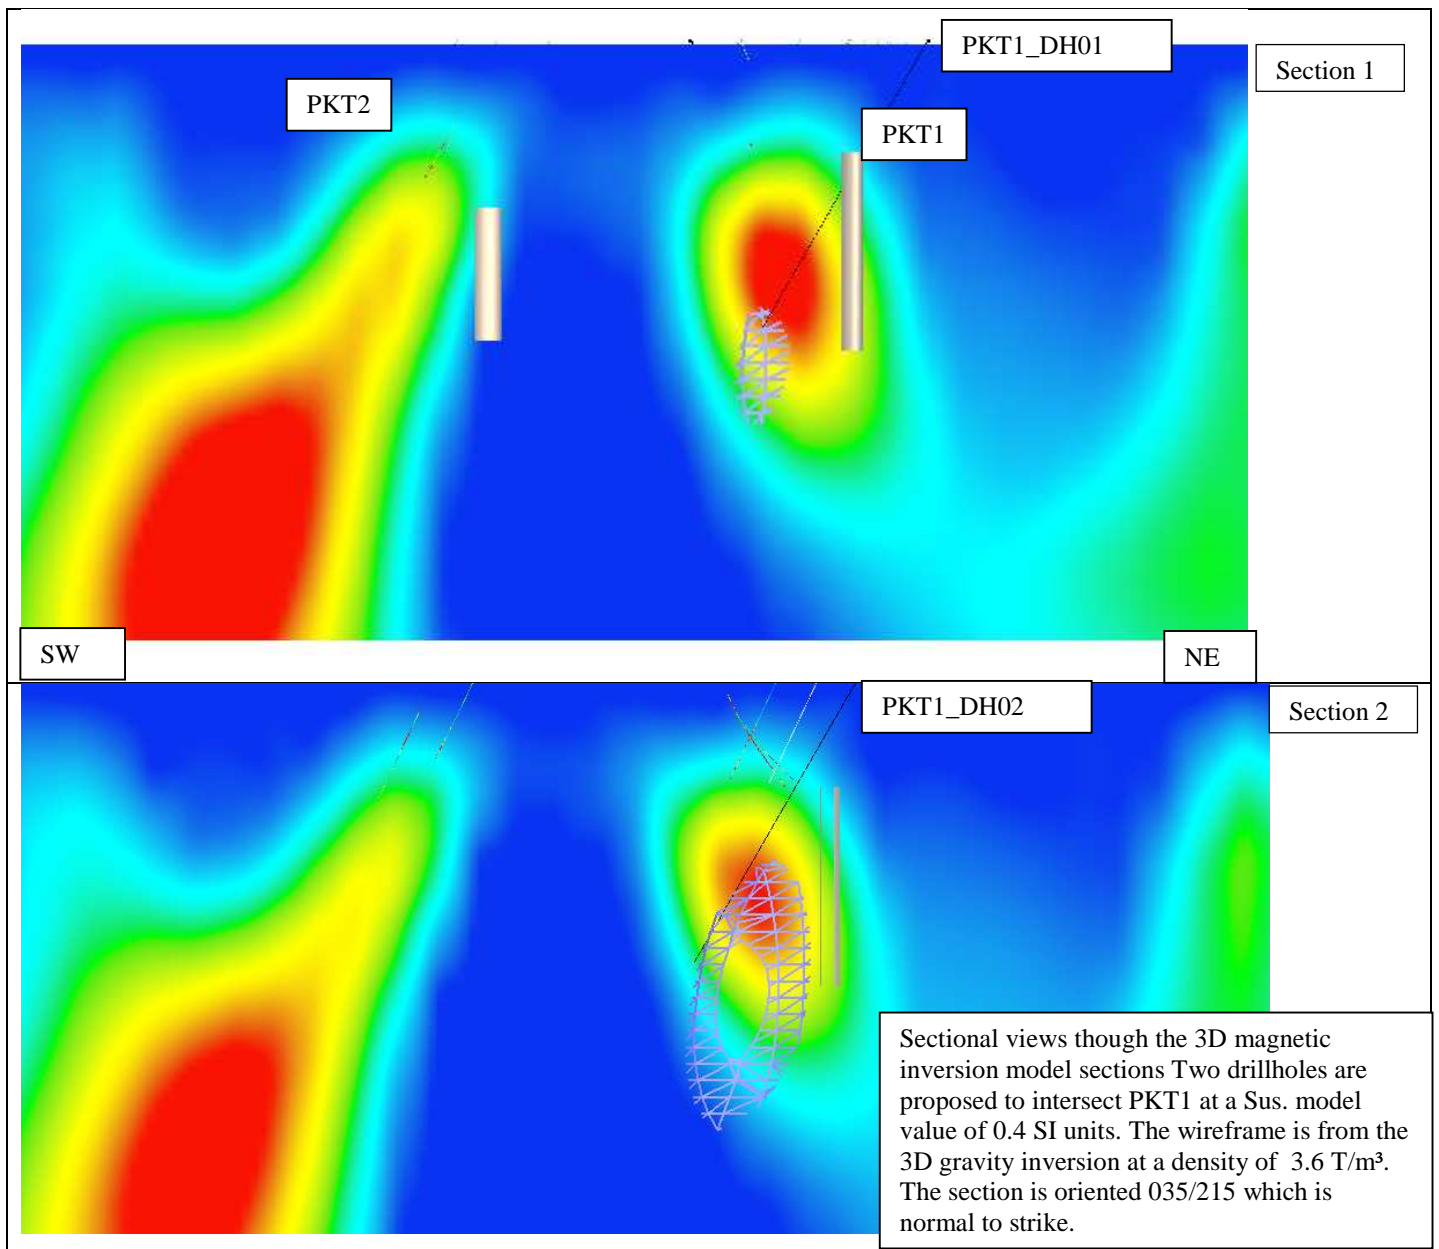 PKT1_DH01
Section 1
PKT2
PKT1
SW
NE
PKT1_DH02
Section 2
Sectional views though the 3D magnetic
inversion model sections Two drillholes are
proposed to intersect PKT1 at a Sus. model
value of 0.4 SI units. The wireframe is from the
3D gravity inversion at a density of 3.6 T/m³.
The section is oriented 035/215 which is
normal to strike.